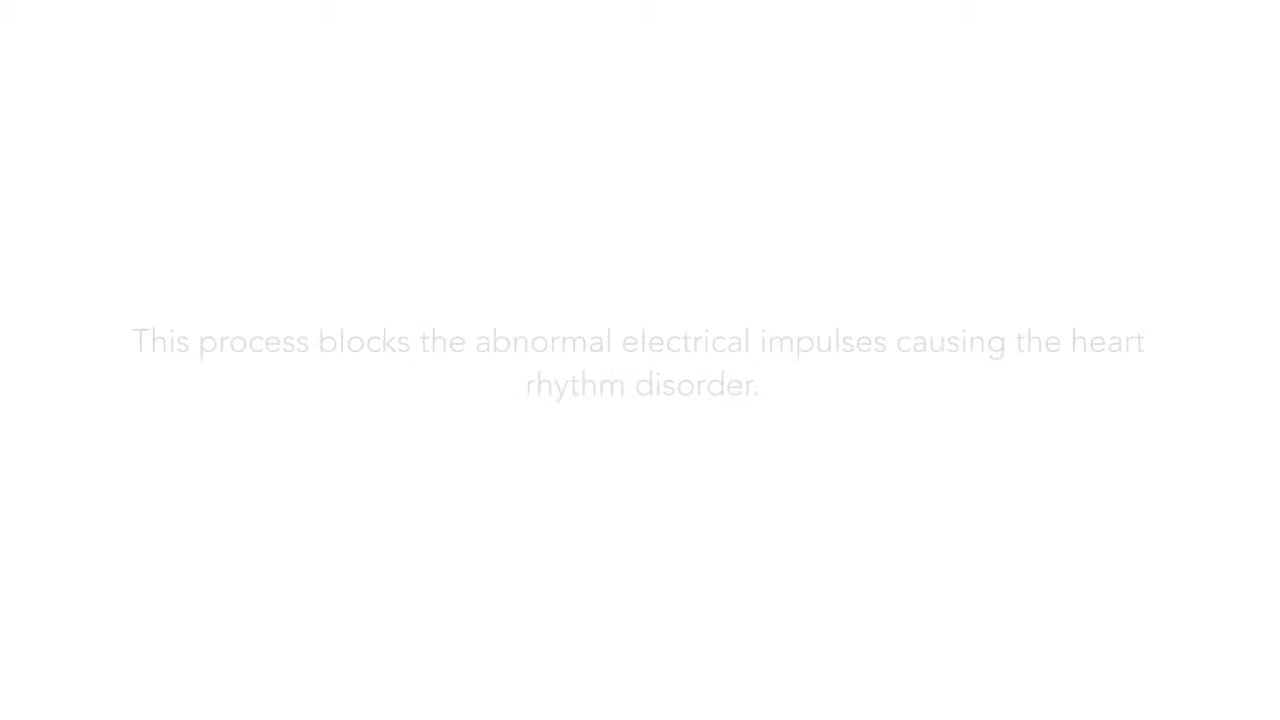 This process blocks the abnormal electrical impulses causing the heart
rhythm disorder.